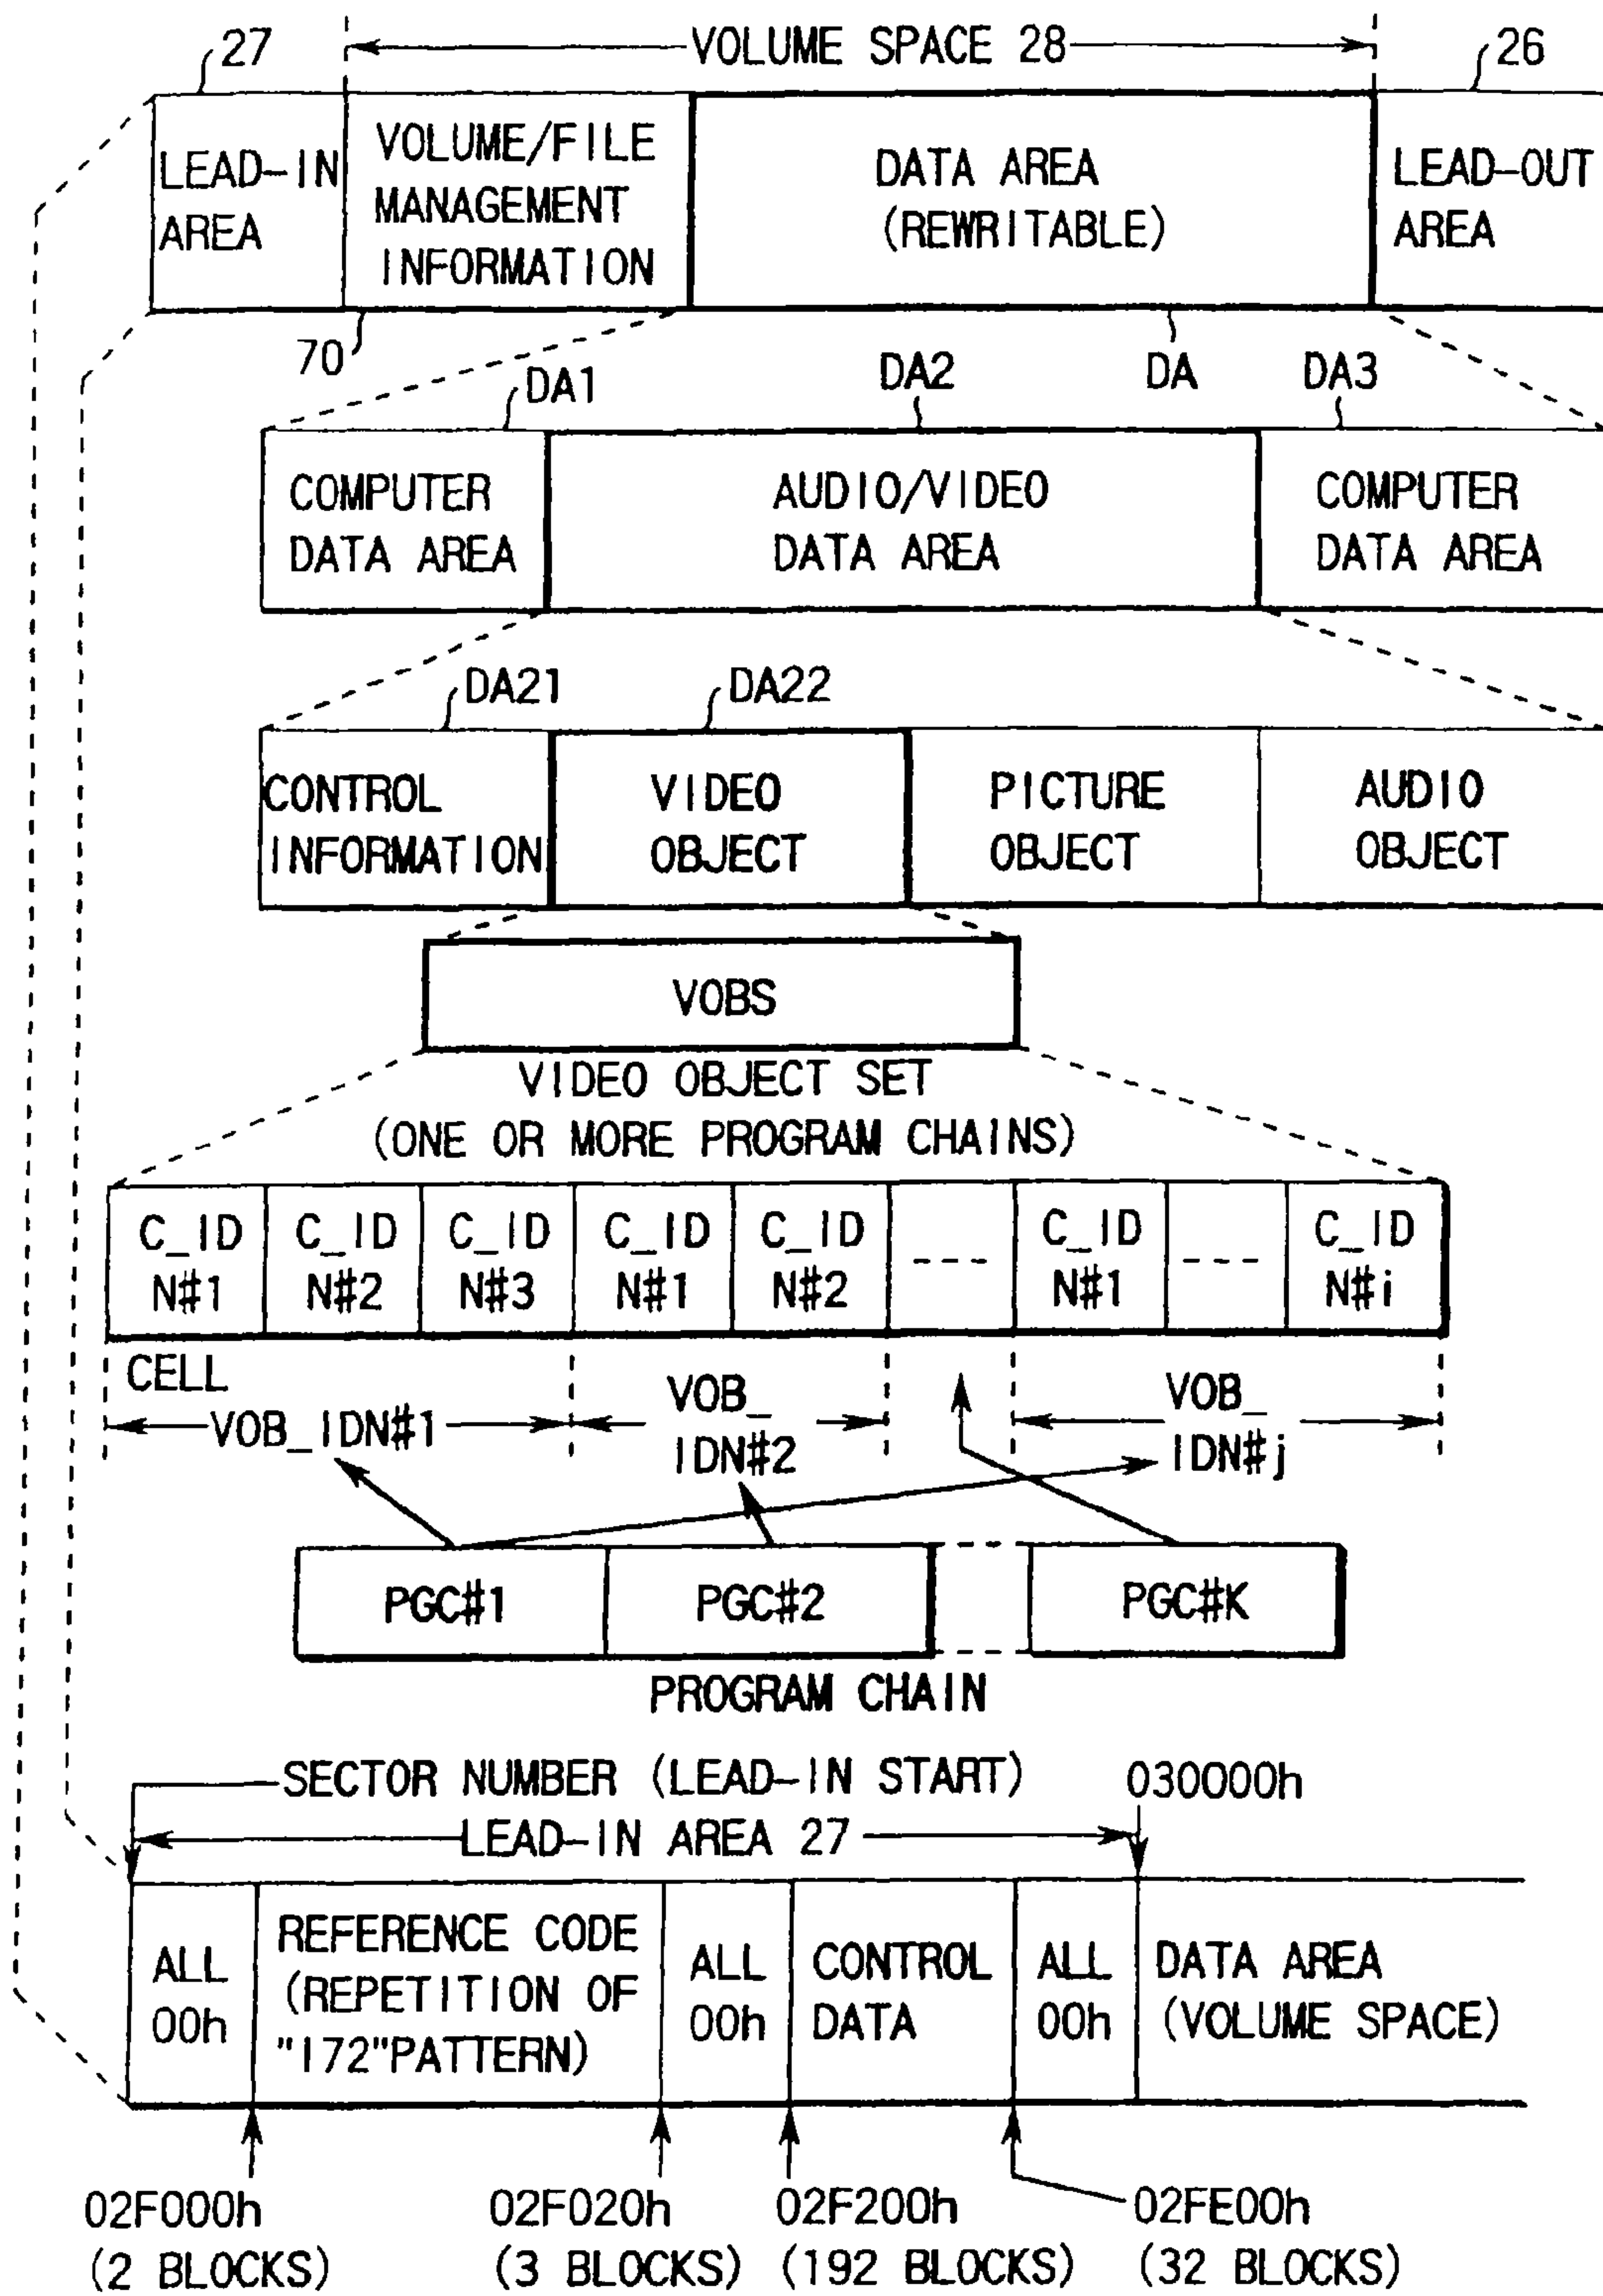 27
VOLUME SPACE 28
26
LEAD-IN
AREA
VOLUME/FILE
MANAGEMENT
INFORMATION
DATA AREA
(REWRITABLE)
LEAD-OUT
AREA
70
DA1
DA2
DA
DA3
COMPUTER
DATA AREA
AUDIO/VIDEO
DATA AREA
COMPUTER
DATA AREA
DA21
DA22
CONTROL
INFORMATION
VIDEO
OBJECT
PICTURE
OBJECT
AUDIO
OBJECT
VOBS
VIDEO OBJECT SET
(ONE OR MORE PROGRAM CHAINS)
C_ID
N#1
C_ID
N#2
C_ID
N#3
C_ID
N#1
C_ID
N#2
----
C_ID
N#1
----
C_ID
N#i
CELL
VOB_IDN#1
VOB_
IDN#2
VOB_
IDN#j
PGC#1
PGC#2
PGC#K
PROGRAM CHAIN
SECTOR NUMBER (LEAD-IN START)
030000h
LEAD-IN AREA 27
ALL
00h
REFERENCE CODE
(REPETITION OF
"172"PATTERN)
ALL
00h
CONTROL
DATA
ALL
00h
DATA AREA
(VOLUME SPACE)
02F000h
(2 BLOCKS)
02F020h
(3 BLOCKS)
02F200h
(192 BLOCKS)
02FE00h
(32 BLOCKS)